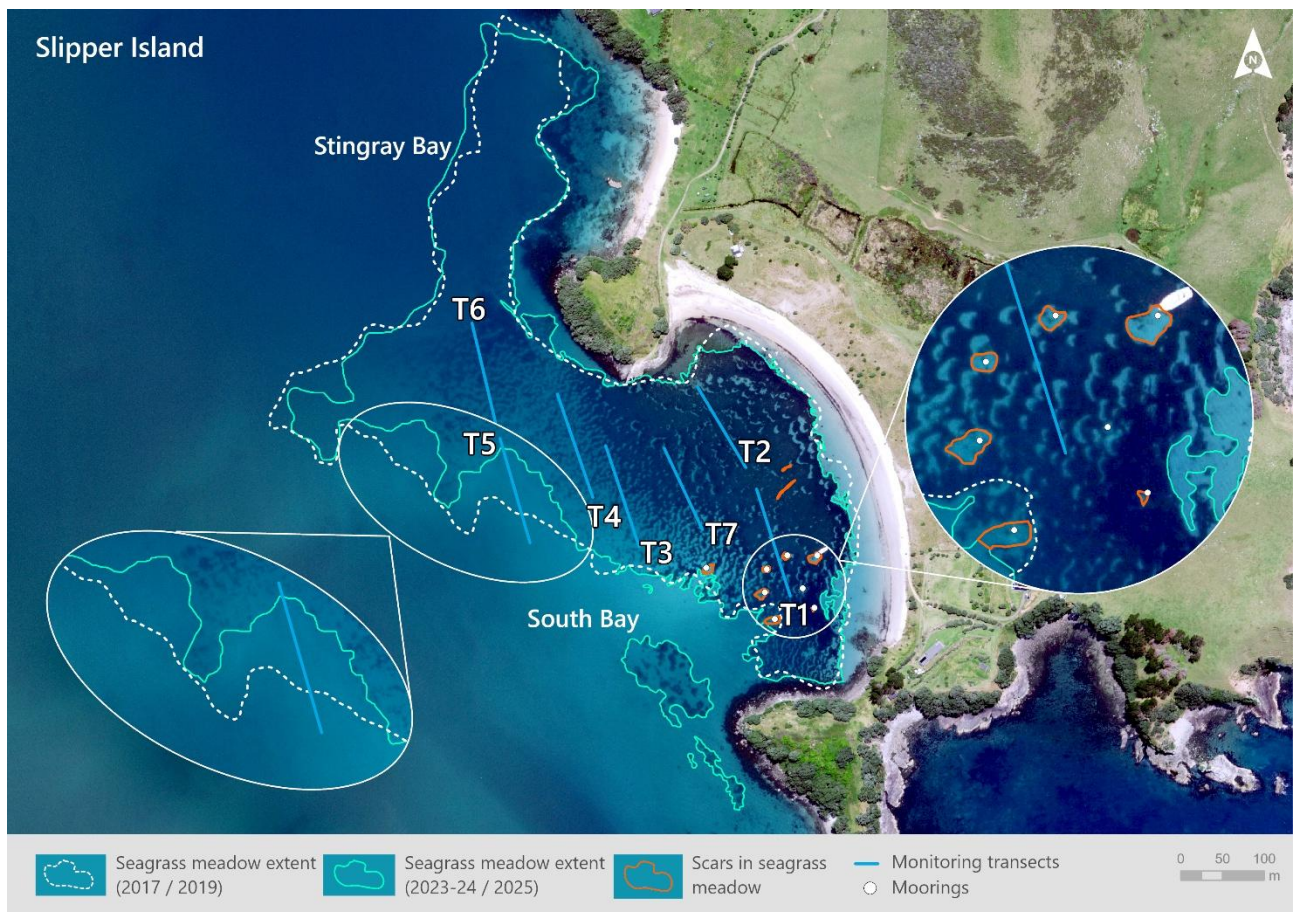 Slipper Island
N
Stingray Bay
T6
T5
T2
T4
T7
T3
T1
South Bay
Seagrass meadow extent
(2017 / 2019)
Seagrass meadow extent
(2023-24 / 2025)
Scars in seagrass
meadow
Monitoring transects
Moorings
0 50 100
m